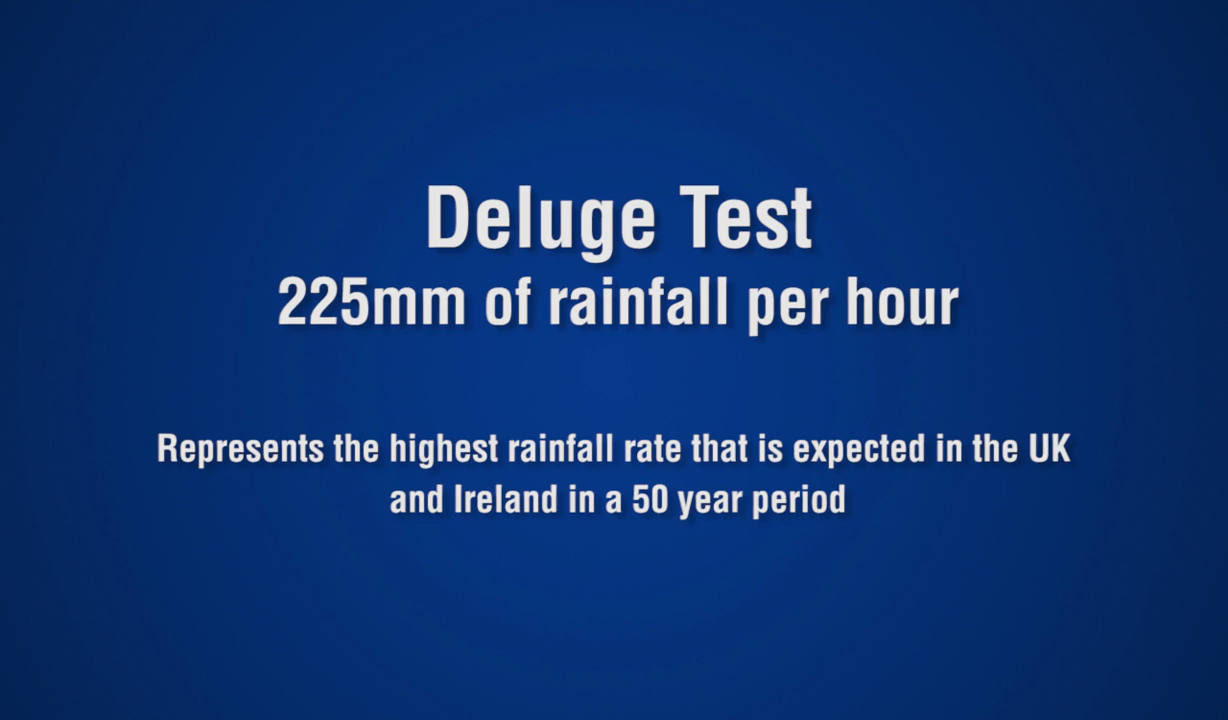 Deluge Test
225mm of rainfall per hour
Represents the highest rainfall rate that is expected in the UK
and Ireland in a 50 year period